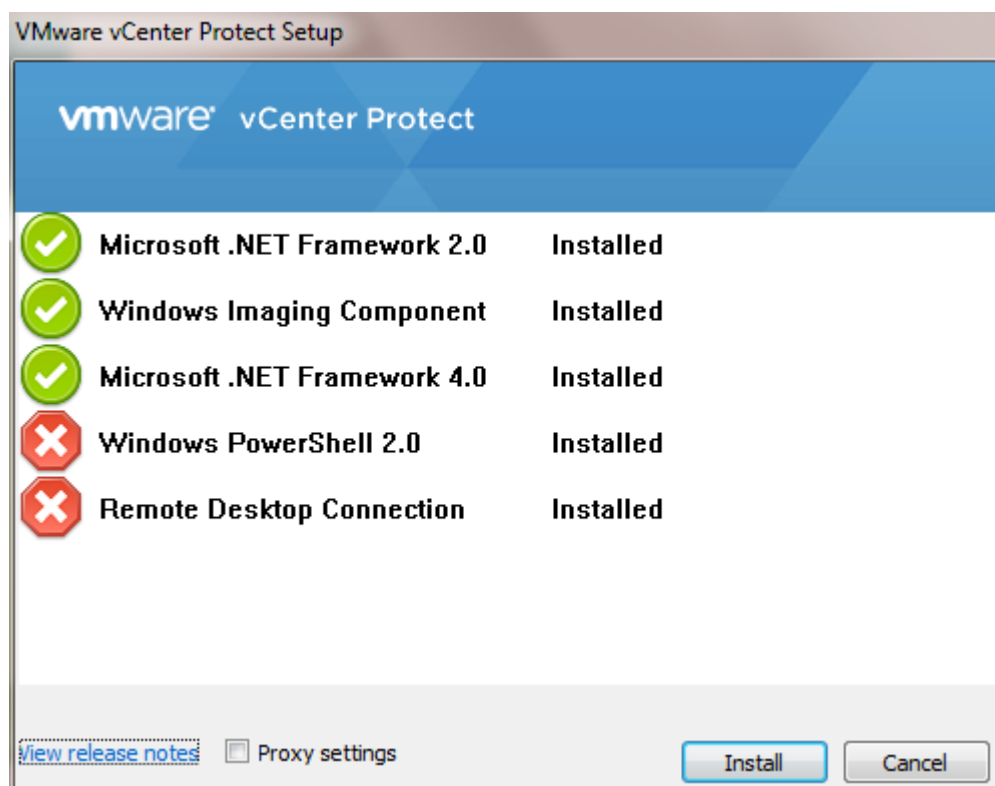 VMware vCenter Protect Setup
vmware® vCenter Protect
Microsoft .NET Framework 2.0 Installed
Windows Imaging Component Installed
Microsoft .NET Framework 4.0 Installed
Windows PowerShell 2.0 Installed
Remote Desktop Connection Installed
View release notes Proxy settings Install Cancel